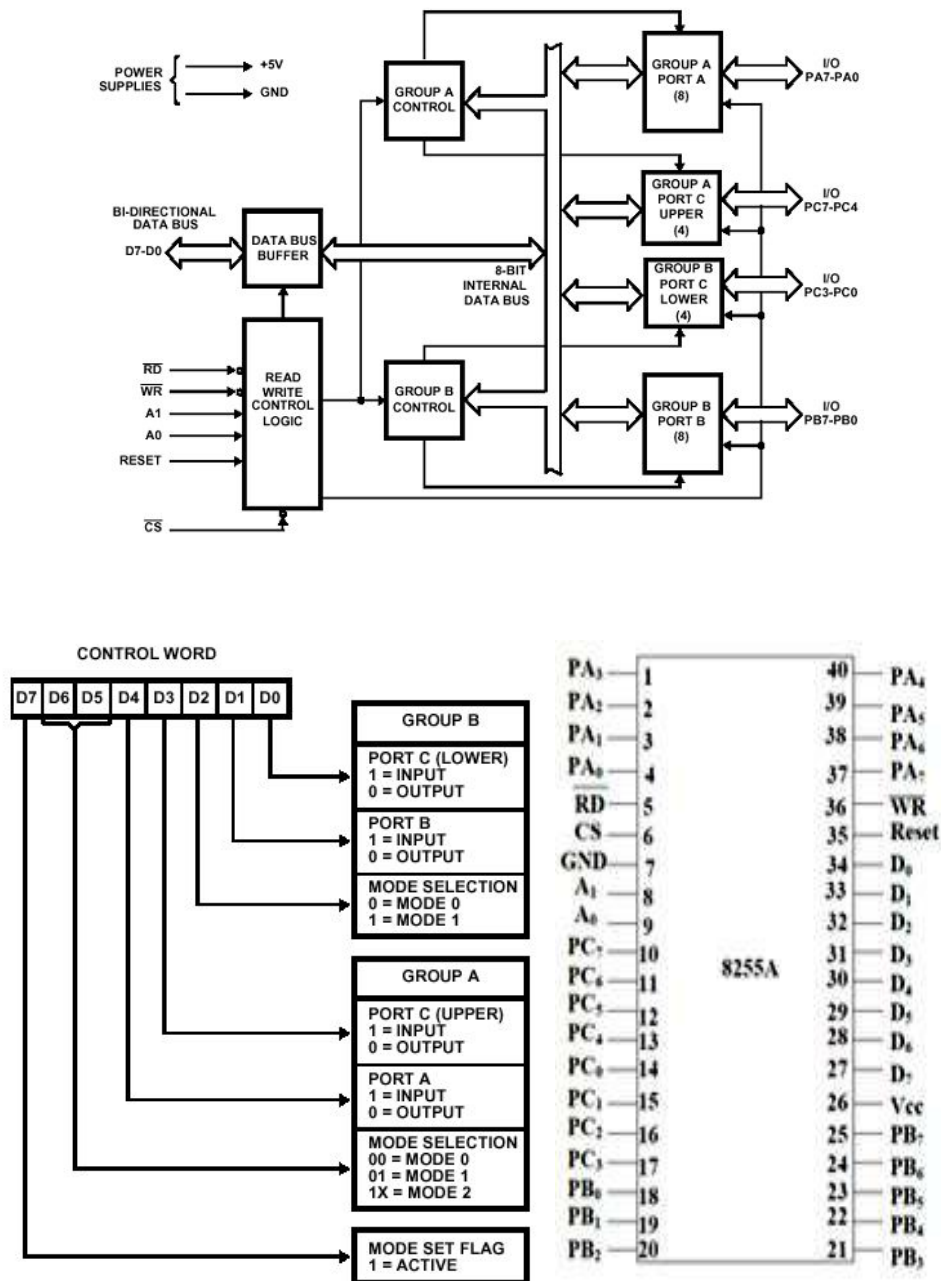 POWER
SUPPLIES
+5V
GND
GROUP A
CONTROL
GROUP A
PORT A
(8)
I/O
PA7-PA0
GROUP A
PORT C
UPPER
(4)
I/O
PC7-PC4
BI-DIRECTIONAL
DATA BUS
D7-D0
DATA BUS
BUFFER
8-BIT
INTERNAL
DATA BUS
GROUP B
PORT C
LOWER
(4)
I/O
PC3-PC0
RD
WR
A1
A0
RESET
CS
READ
WRITE
CONTROL
LOGIC
GROUP B
CONTROL
GROUP B
PORT B
(8)
I/O
PB7-PB0
CONTROL WORD
D7 D6 D5 D4 D3 D2 D1 D0
GROUP B
PORT C (LOWER)
1 = INPUT
0 = OUTPUT
PORT B
1 = INPUT
0 = OUTPUT
MODE SELECTION
0 = MODE 0
1 = MODE 1
GROUP A
PORT C (UPPER)
1 = INPUT
0 = OUTPUT
PORT A
1 = INPUT
0 = OUTPUT
MODE SELECTION
00 = MODE 0
01 = MODE 1
1X = MODE 2
MODE SET FLAG
1 = ACTIVE
PA₃ 1 40 PA₄
PA₂ 2 39 PA₅
PA₁ 3 38 PA₆
PA₀ 4 37 PA₇
RD 5 36 WR
CS 6 35 Reset
GND 7 34 D₀
A₁ 8 33 D₁
A₀ 9 32 D₂
PC₇ 10 31 D₃
PC₆ 11 30 D₄
PC₅ 12 29 D₅
PC₄ 13 28 D₆
PC₀ 14 27 D₇
PC₁ 15 26 Vcc
PC₂ 16 25 PB₇
PC₃ 17 24 PB₆
PB₀ 18 23 PB₅
PB₁ 19 22 PB₄
PB₂ 20 21 PB₃
8255A